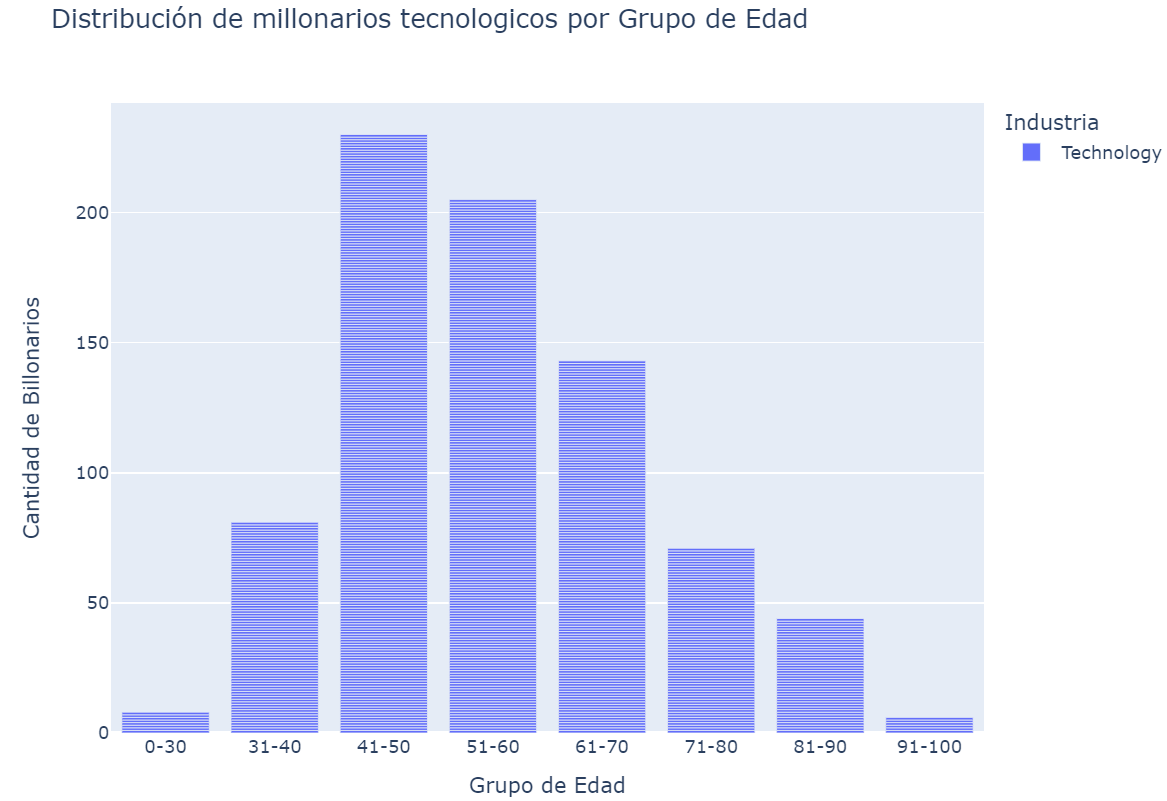 Distribución de millonarios tecnologicos por Grupo de Edad
Industria
Technology
Cantidad de Billonarios
200
150
100
50
0
0-30
31-40
41-50
51-60
61-70
71-80
81-90
91-100
Grupo de Edad